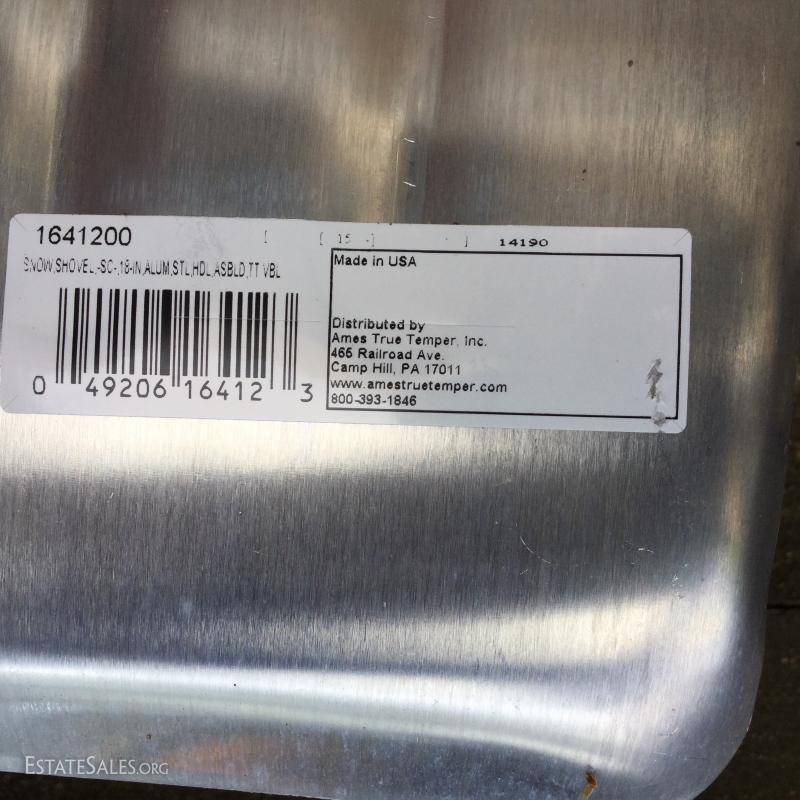 1641200 [ [ 15 -] - ] 14190
SNOW,SHOVEL,-SC-,18-IN,ALUM,STL,HDL,ASBLD,TT VBL
0 49206 16412 3
Made in USA
Distributed by
Ames True Temper, Inc.
465 Railroad Ave.
Camp Hill, PA 17011
www.amestruetemper.com
800-393-1846
ESTATESALES.ORG